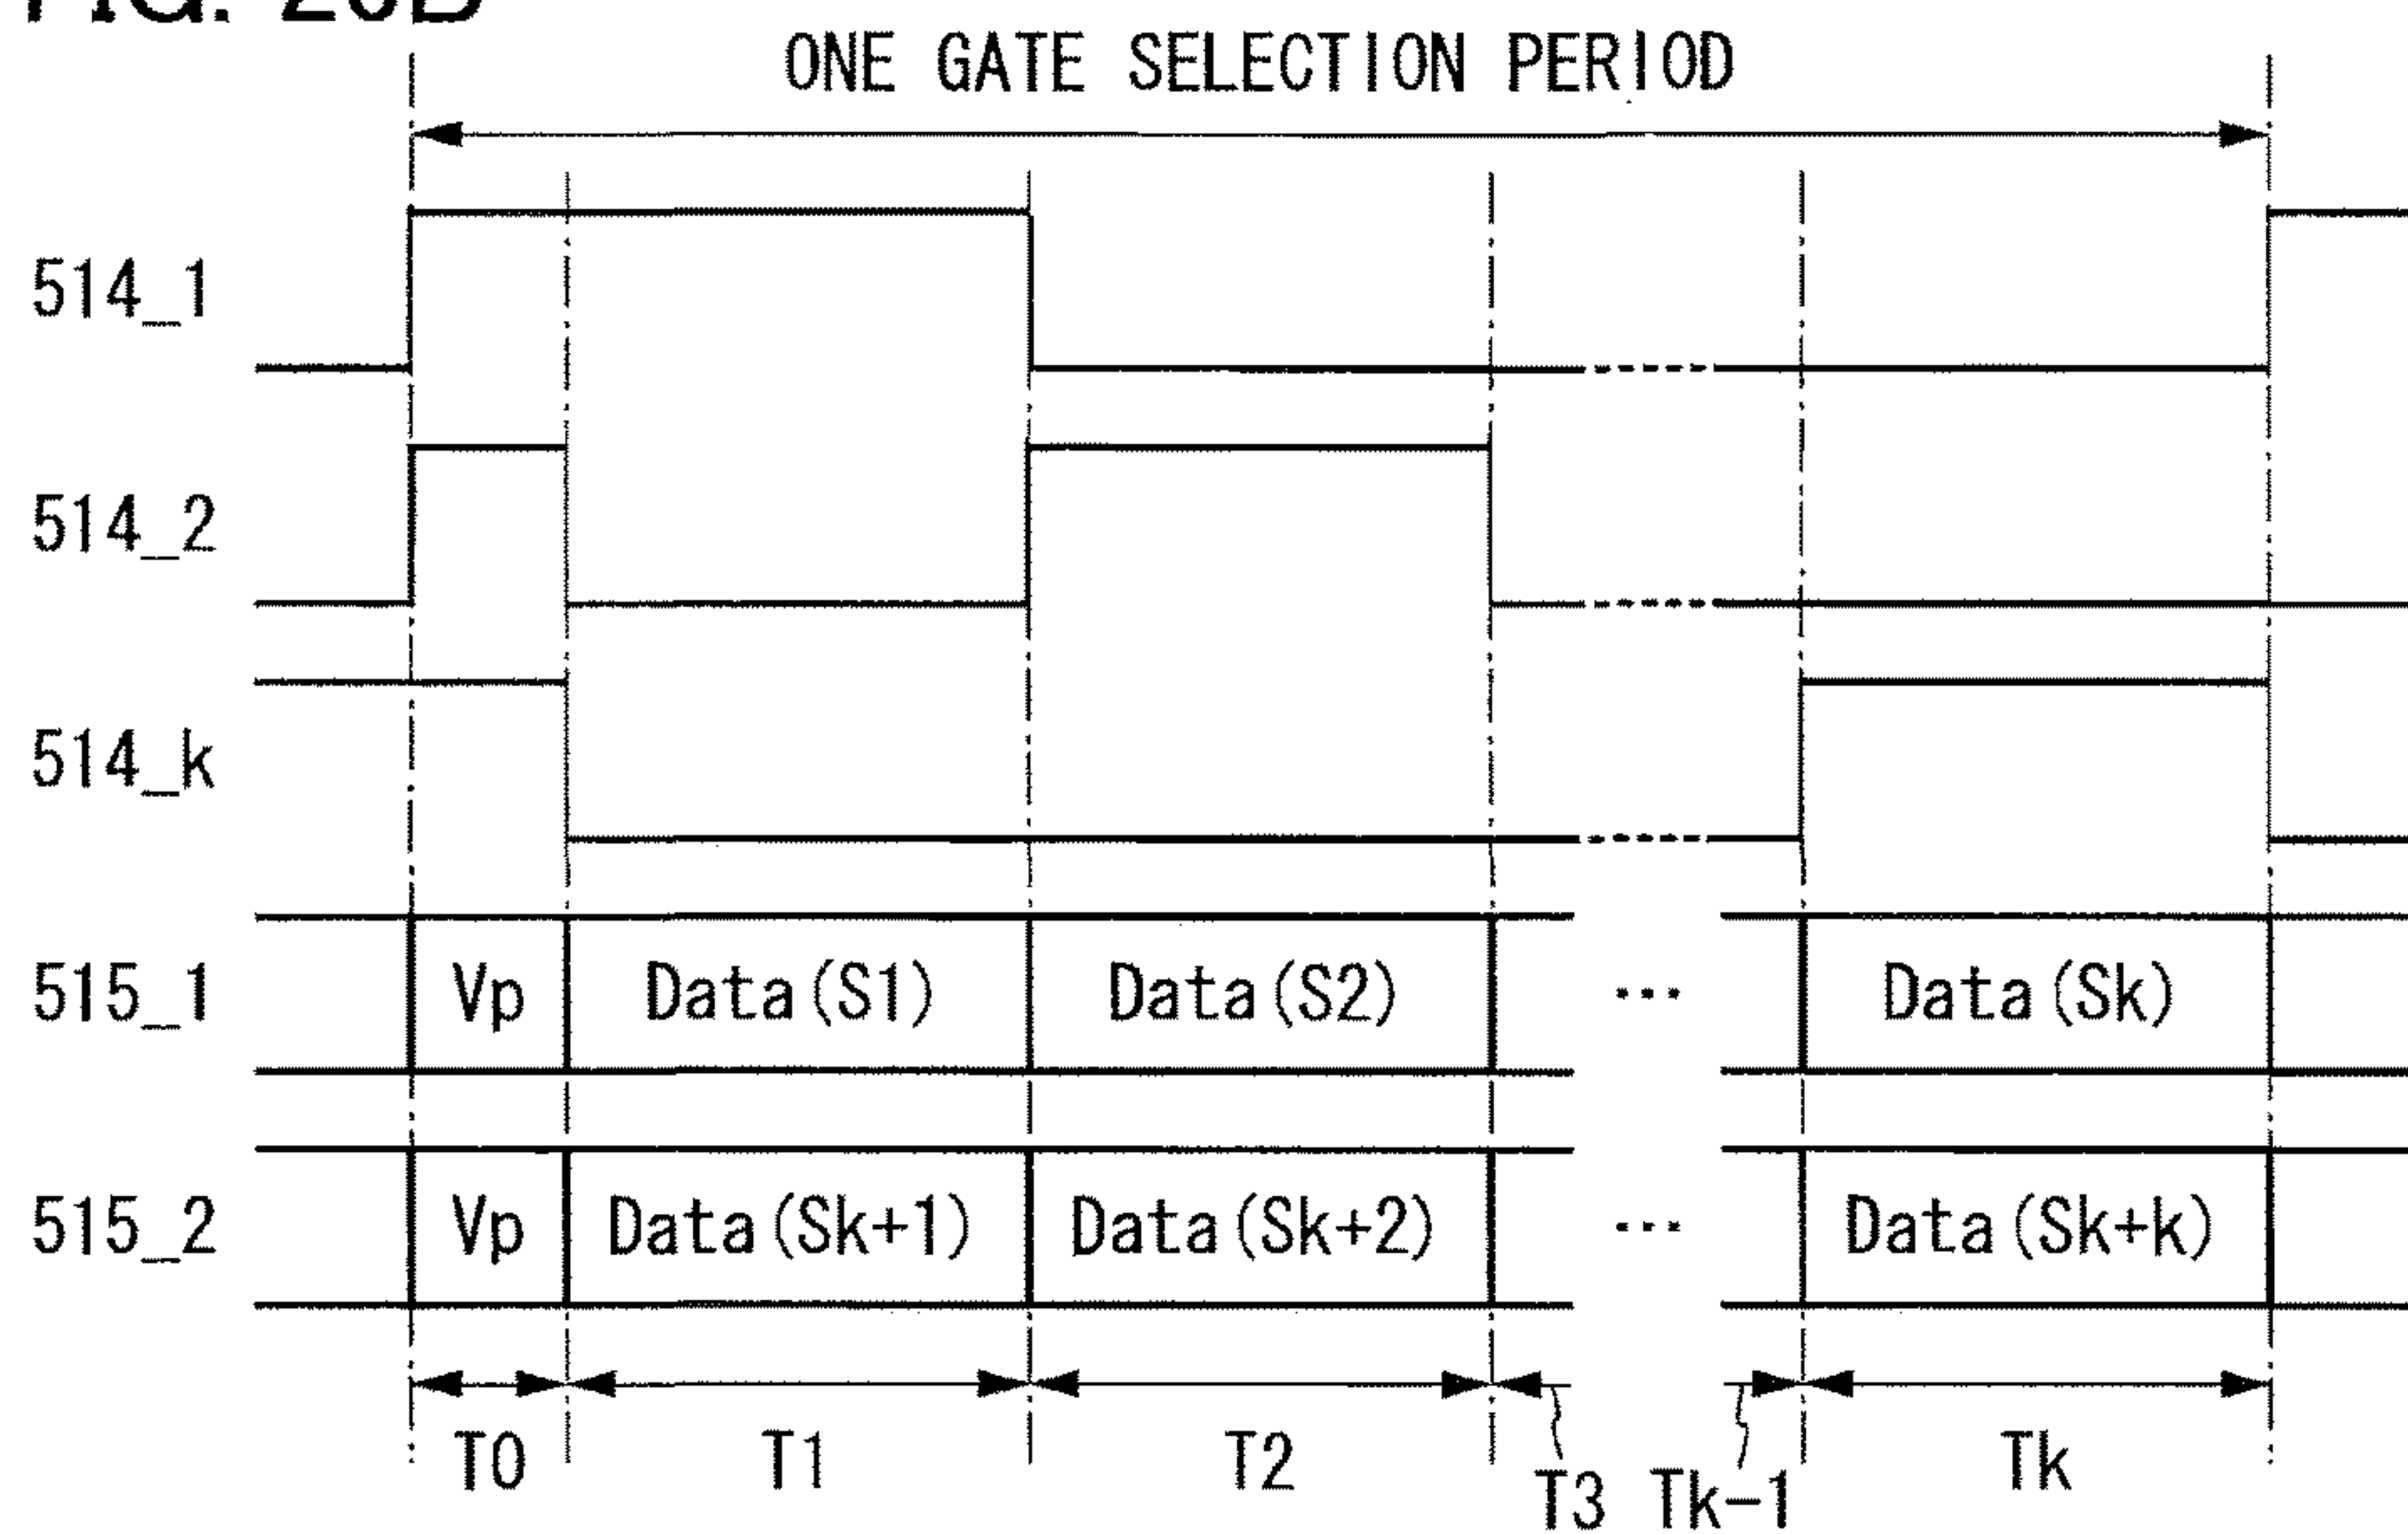 ONE GATE SELECTION PERIOD
514_1
514_2
514_k
515_1 Vp Data(S1) Data(S2) ... Data(Sk)
515_2 Vp Data(Sk+1) Data(Sk+2) ... Data(Sk+k)
T0 T1 T2 T3 Tk-1 Tk